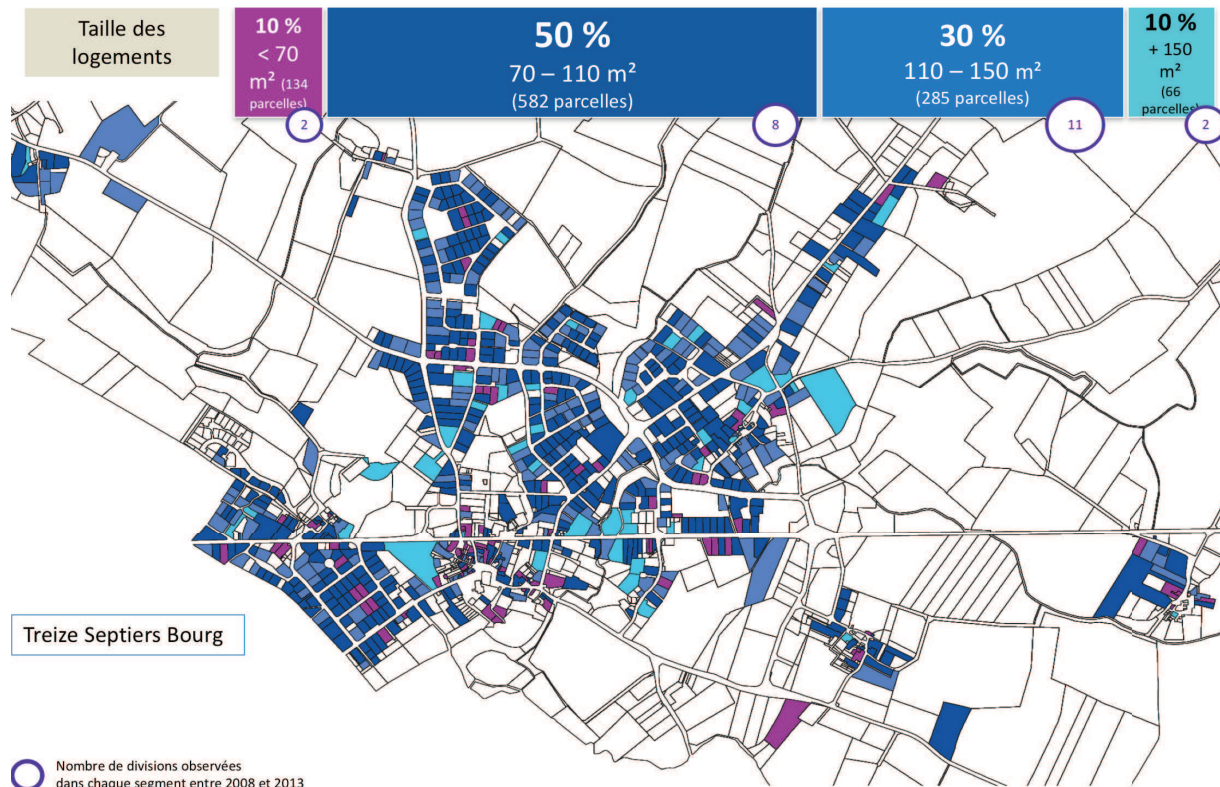 Taille des
logements
10 %
< 70
m² (134
parcelles)
2
50 %
70 – 110 m²
(582 parcelles)
8
30 %
110 – 150 m²
(285 parcelles)
11
10 %
+ 150
m²
(66
parcelles)
2
Treize Septiers Bourg
Nombre de divisions observées
dans chaque segment entre 2008 et 2013